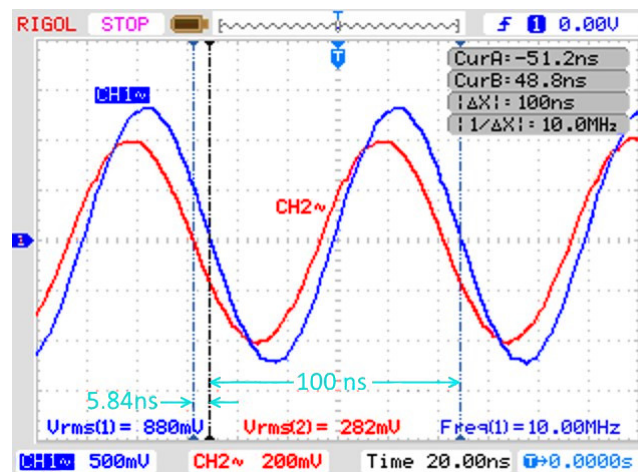 RIGOL STOP 1 0.00V
T
CurA:-51.2ns
CurB:48.8ns
|ΔX|:100ns
|1/ΔX|:10.0MHz
CH1~
T
CH2~
1
100 ns
5.84ns
Vrms(1)= 880mV Vrms(2)= 282mV Freq(1)=10.00MHz
CH1~ 500mV CH2~ 200mV Time 20.00ns T→0.0000s